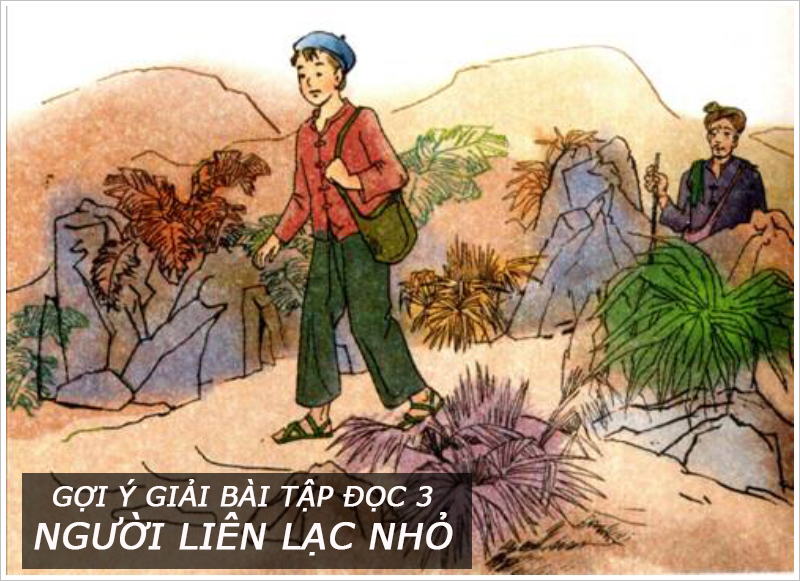 GỢI Ý GIẢI BÀI TẬP ĐỌC 3
NGƯỜI LIÊN LẠC NHỎ